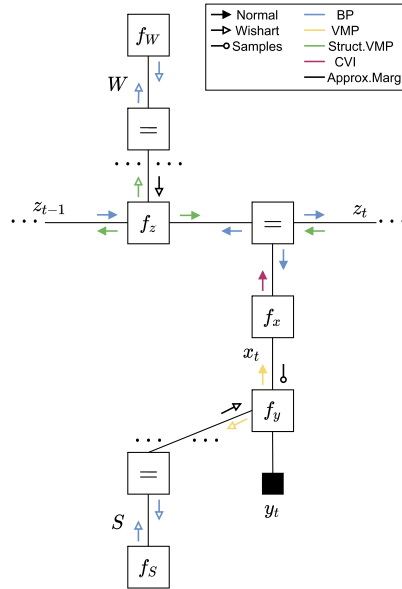 Normal BP
Wishart VMP
Samples Struct.VMP
CVI
Approx.Marg
f_W
W
=
· · · · · ·
z_{t-1} z_t
· · · f_z = · · ·
f_x
x_t
f_y
· · · · · ·
=
y_t
S
f_S